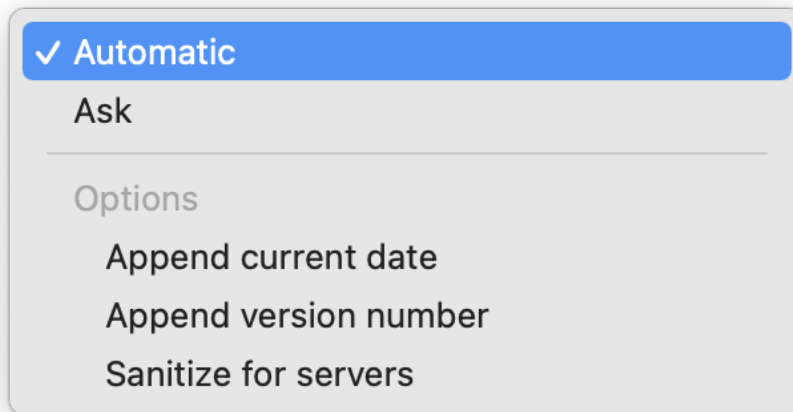 Automatic
Ask
Options
Append current date
Append version number
Sanitize for servers